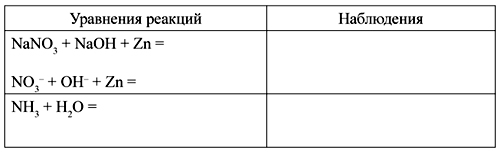 Уравнения реакций Наблюдения
NaNO₃ + NaOH + Zn =
NO₃⁻ + OH⁻ + Zn =
NH₃ + H₂O =